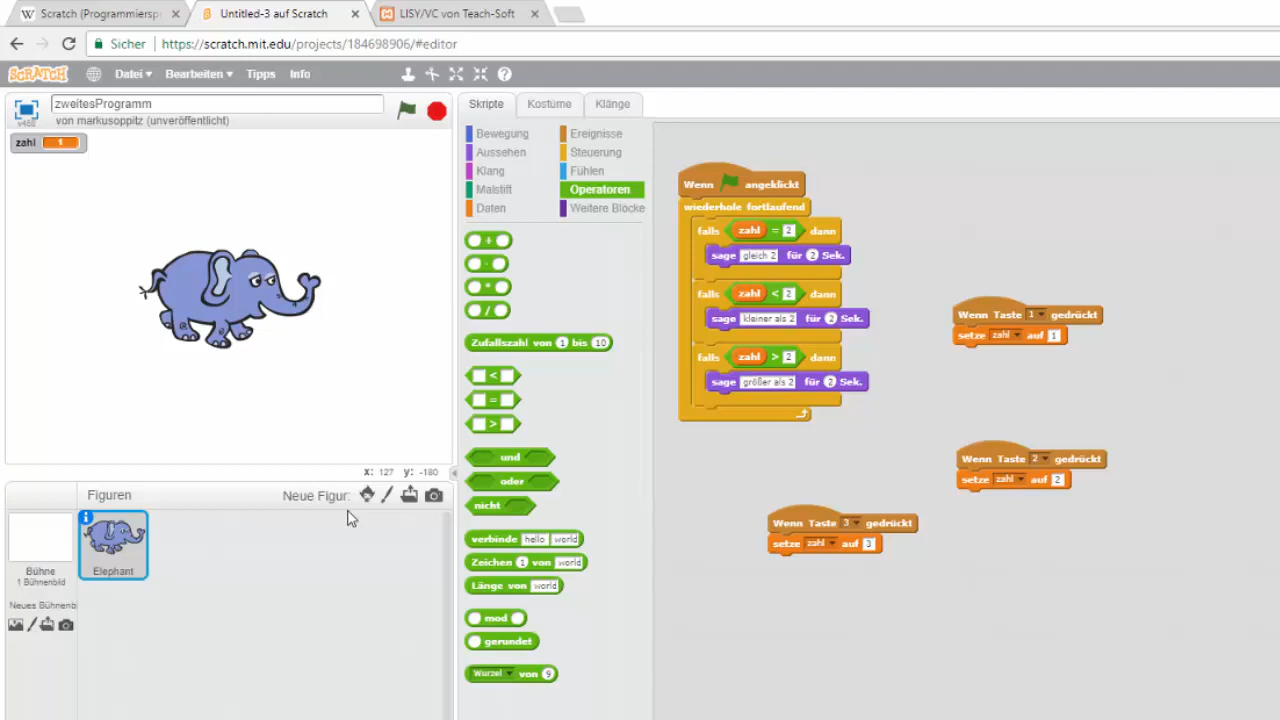 Scratch (Programmierspr
Untitled-3 auf Scratch
LISY/VC von Teach-Soft
Sicher
https://scratch.mit.edu/projects/184698906/#editor
SCRATCH
Datei
Bearbeiten
Tipps
Info
v458
zweitesProgramm
von markusoppitz (unveröffentlicht)
zahl 1
x: 127 y: -180
Skripte
Kostüme
Klänge
Bewegung
Ereignisse
Aussehen
Steuerung
Klang
Fühlen
Malstift
Operatoren
Daten
Weitere Blöcke
+
-
*
/
Zufallszahl von 1 bis 10
<
=
>
und
oder
nicht
verbinde hello world
Zeichen 1 von world
Länge von world
mod
gerundet
Wurzel von 9
Wenn angeklickt
wiederhole fortlaufend
falls zahl = 2 dann
sage gleich 2 für 2 Sek.
falls zahl < 2 dann
sage kleiner als 2 für 2 Sek.
falls zahl > 2 dann
sage größer als 2 für 2 Sek.
Wenn Taste 1 gedrückt
setze zahl auf 1
Wenn Taste 2 gedrückt
setze zahl auf 2
Wenn Taste 3 gedrückt
setze zahl auf 3
Figuren
Neue Figur:
Bühne
1 Bühnenbild
Neues Bühnenb
Elephant